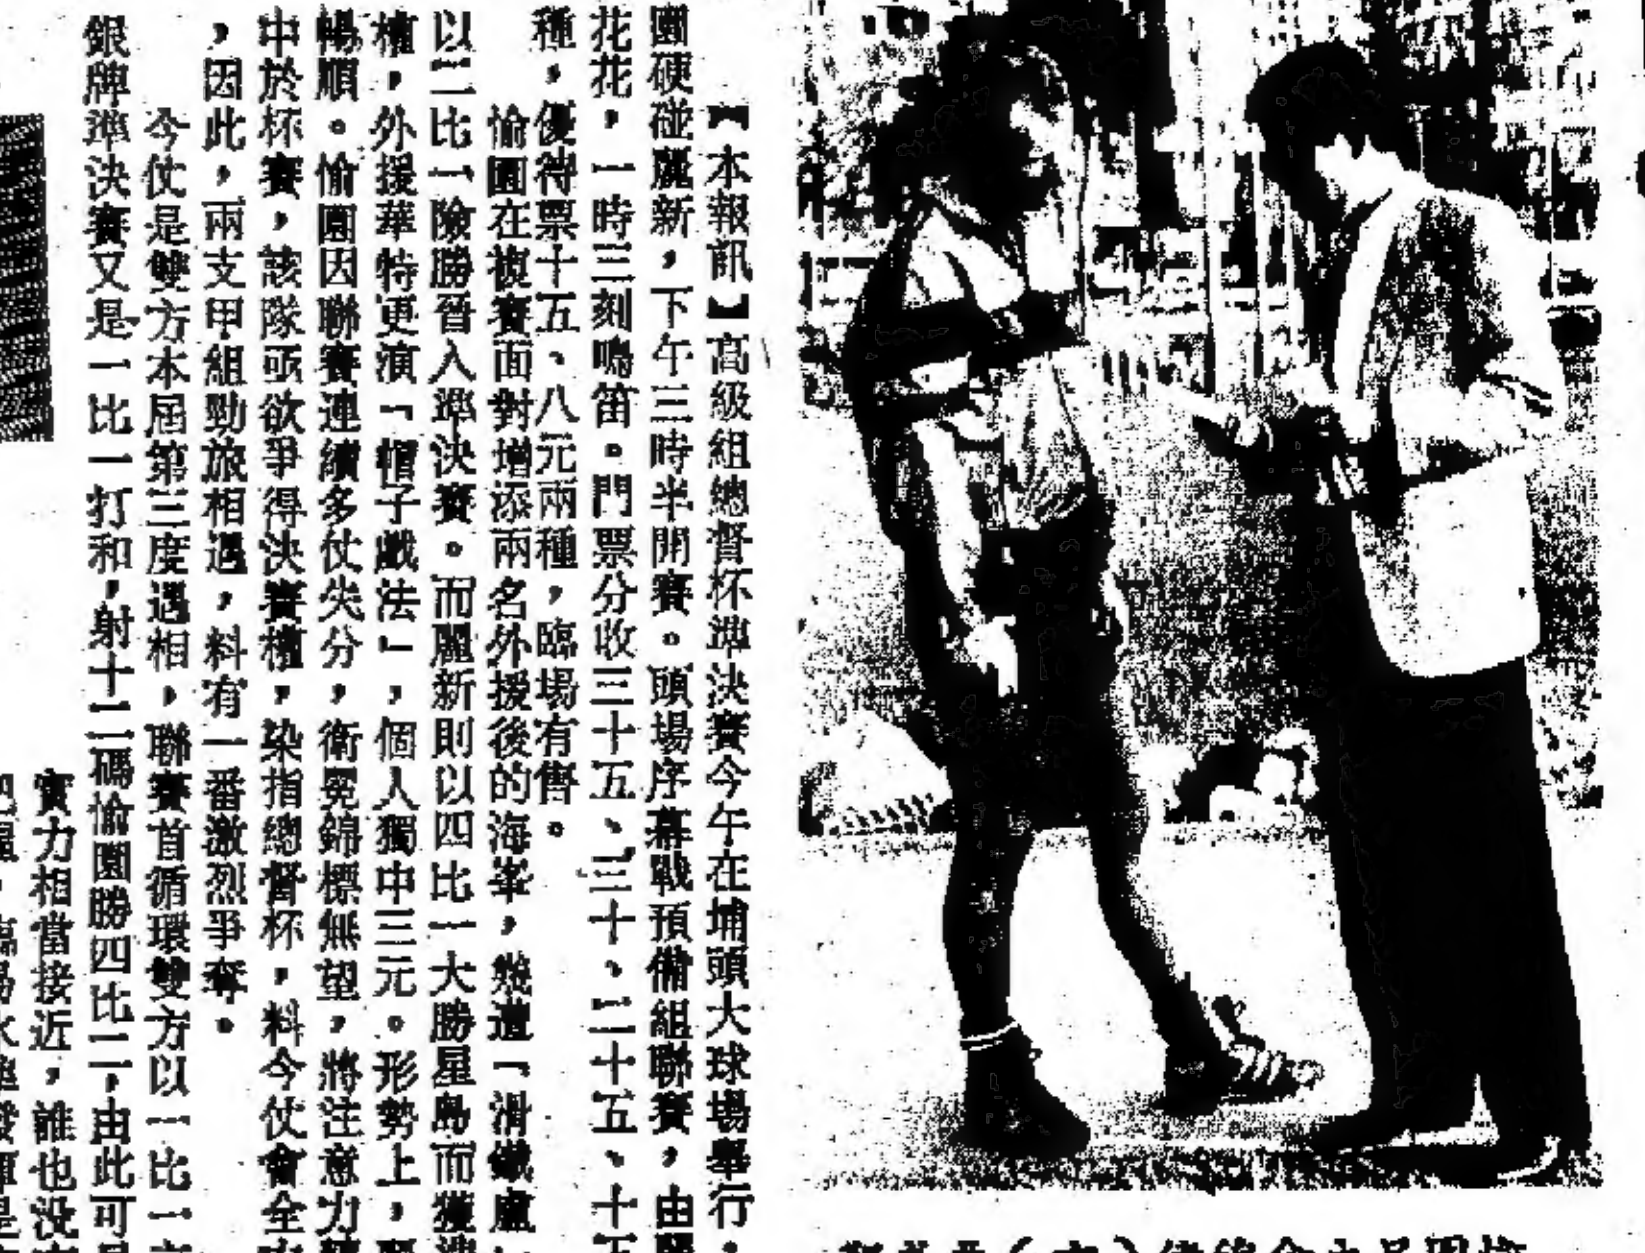 【本報訊】高級組總督杯準決賽今午在埔頭大球場舉行，
園硬碰麗新，下午三時半開賽。頭場序幕戰預備組聯賽，由
花花，一時三刻鳴笛。門票分收三十五、三十、二十五、十五
種，優待票十五、八元兩種，臨場有售。
愉園在複賽面對增添兩名外援後的海峯，幾遭「滑鐵盧
以二比一險勝晉入準決賽。而麗新則以四比一大勝星島而獲
權，外援華特更演「帽子戲法」，個人獨中三元。形勢上，
暢順。愉園因聯賽連續多仗失分，衛冕錦標無望，將注意力
中於杯賽，該隊亟欲爭得決賽權，染指總督杯，料今仗會全
，因此，兩支甲組勁旅相遇，料有一番激烈爭奪。
今仗是雙方本屆第三度遇相，聯賽首循環雙方以一比一
銀牌準決賽又是一比一打和，射十二碼愉園勝四比二，由此可
實力相當接近，誰也没